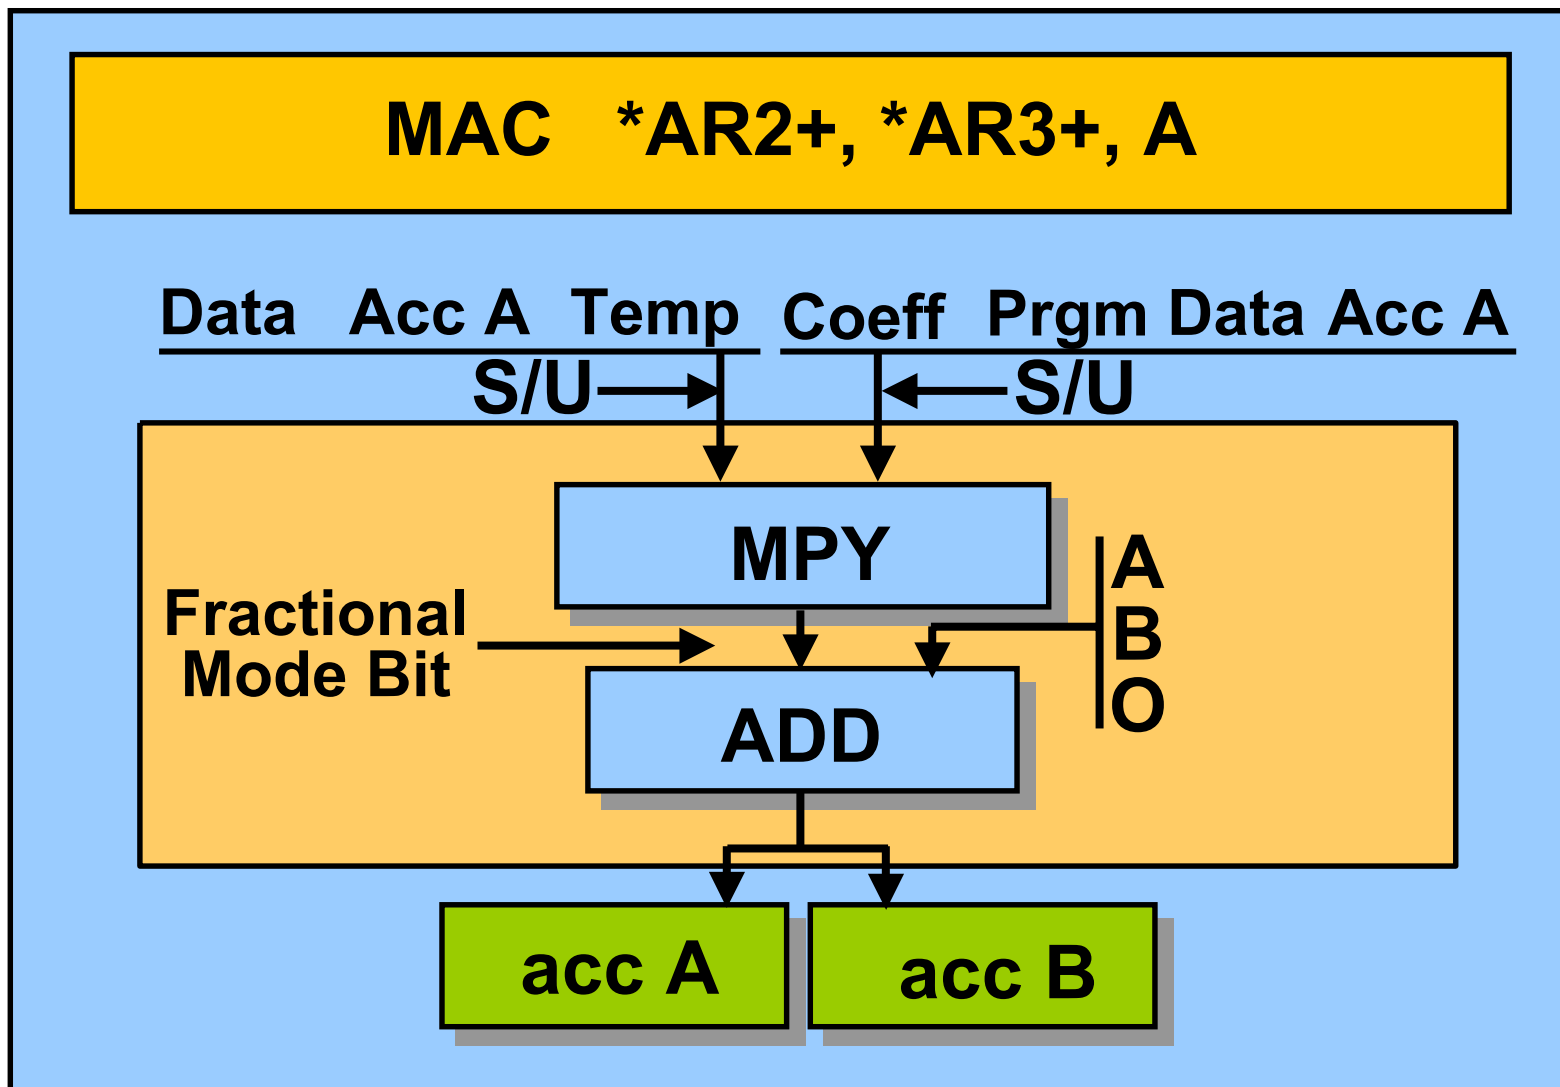 MAC *AR2+, *AR3+, A
Data Acc A Temp Coeff Prgm Data Acc A
S/U S/U
MPY
A
B
O
Fractional
Mode Bit
ADD
acc A acc B